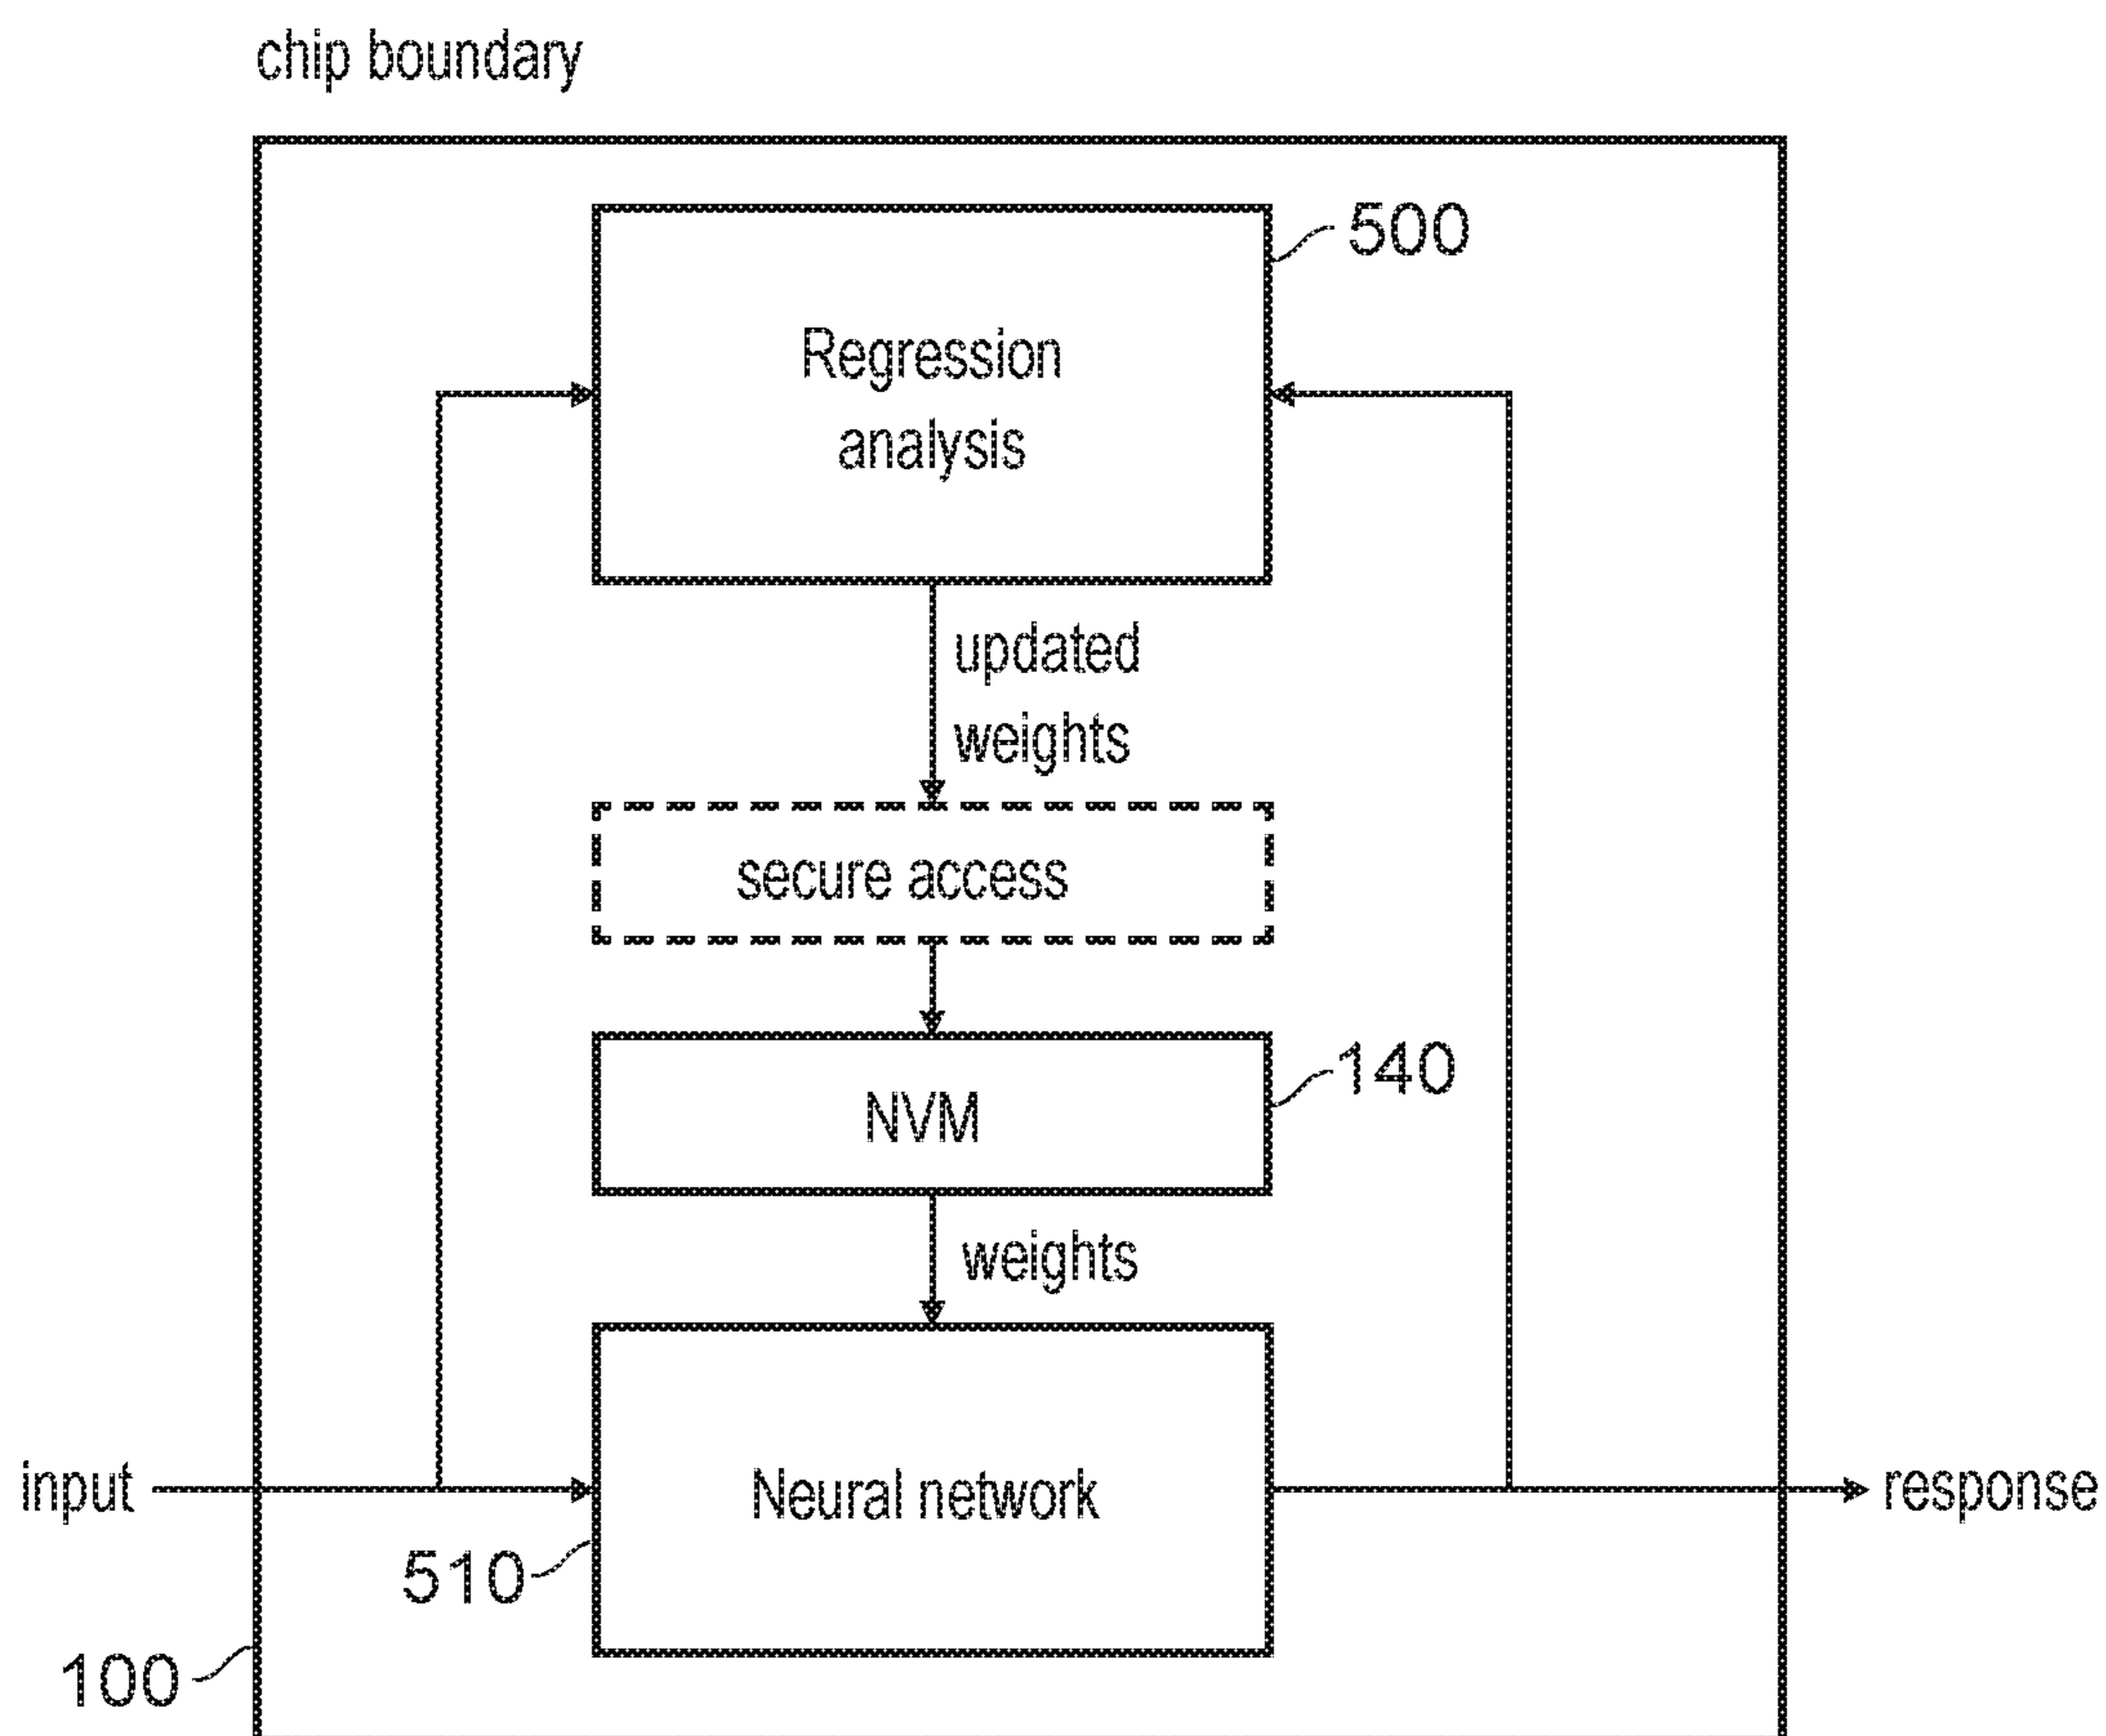 chip boundary
500
Regression
analysis
updated
weights
secure access
140
NVM
weights
input
Neural network
response
510
100